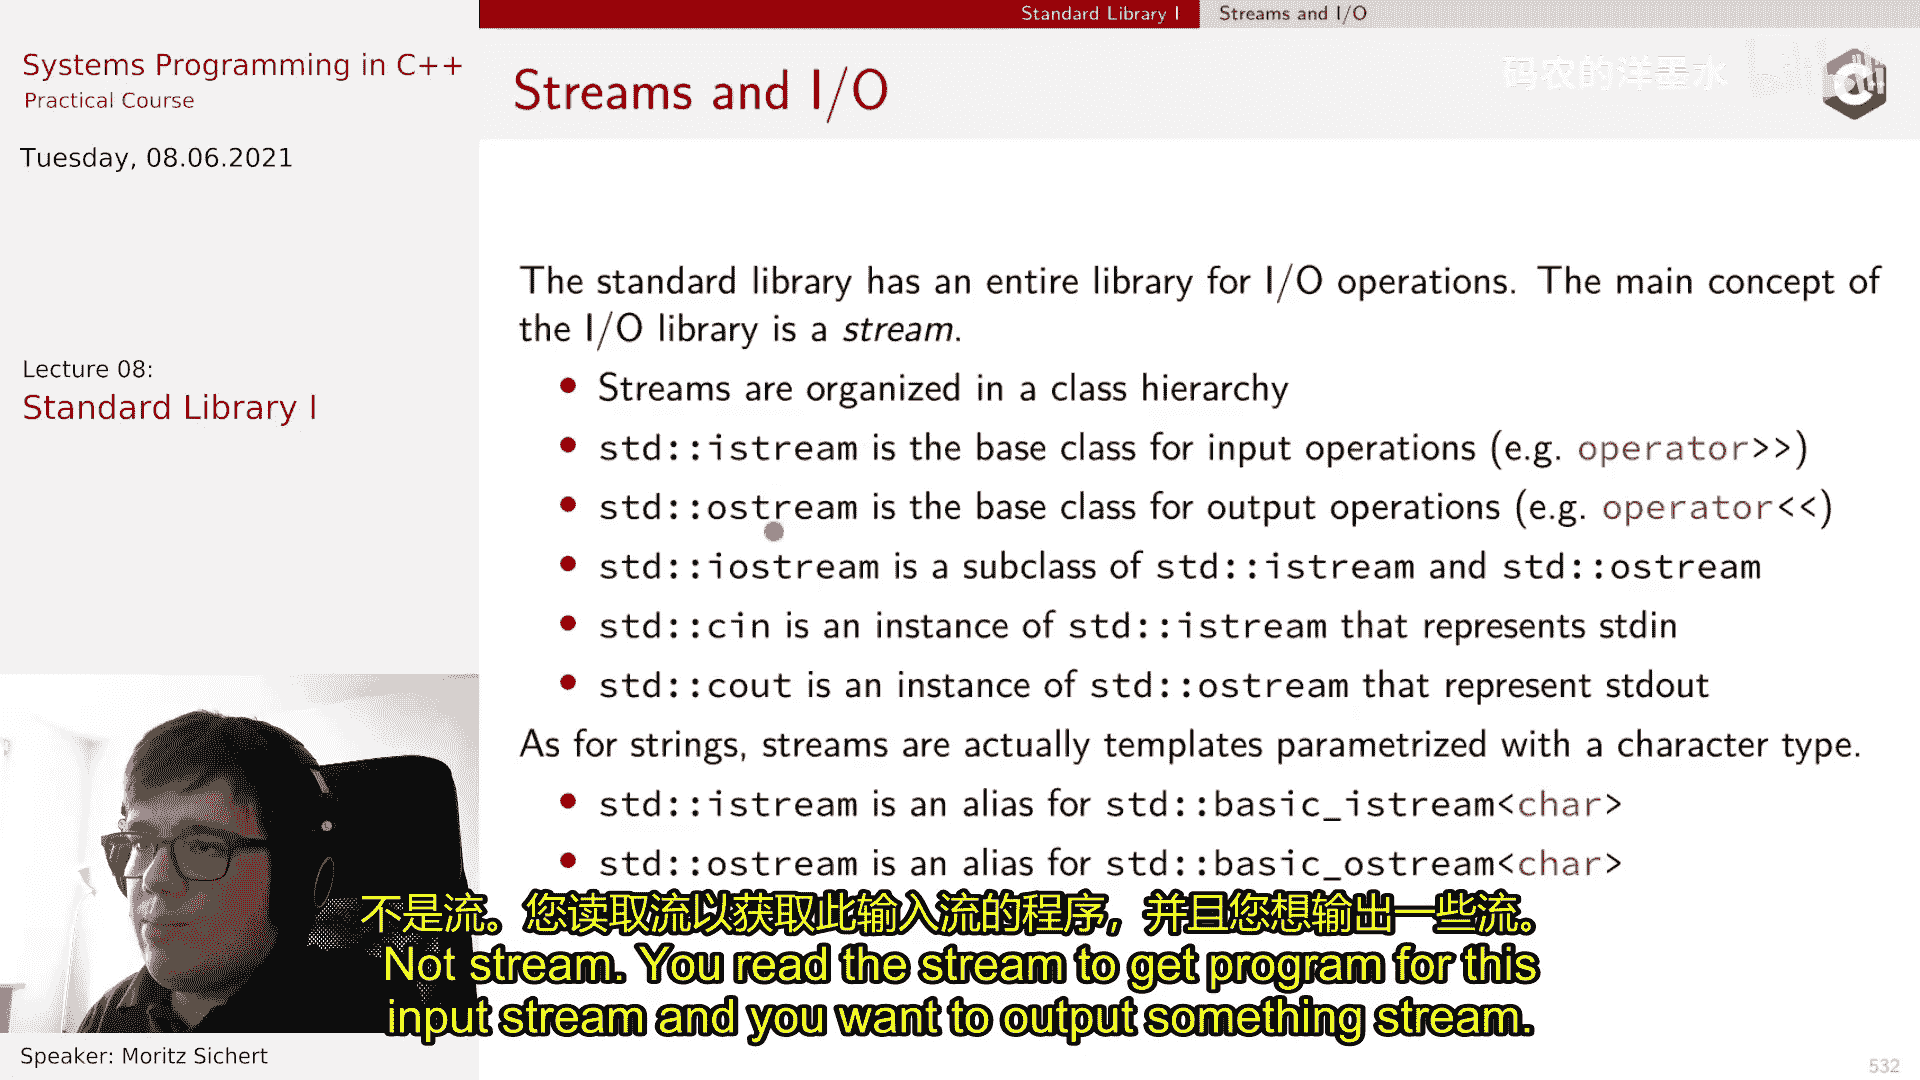 Standard Library I
Streams and I/O
Systems Programming in C++
Practical Course
Tuesday, 08.06.2021
Lecture 08:
Standard Library I
Streams and I/O
码农的洋墨水
The standard library has an entire library for I/O operations. The main concept of
the I/O library is a stream.
• Streams are organized in a class hierarchy
• std::istream is the base class for input operations (e.g. operator>>)
• std::ostream is the base class for output operations (e.g. operator<<)
• std::iostream is a subclass of std::istream and std::ostream
• std::cin is an instance of std::istream that represents stdin
• std::cout is an instance of std::ostream that represent stdout
As for strings, streams are actually templates parametrized with a character type.
• std::istream is an alias for std::basic_istream<char>
• std::ostream is an alias for std::basic_ostream<char>
不是流。您读取流以获取此输入流的程序，并且您想输出一些流。
Not stream. You read the stream to get program for this
input stream and you want to output something stream.
Speaker: Moritz Sichert
532